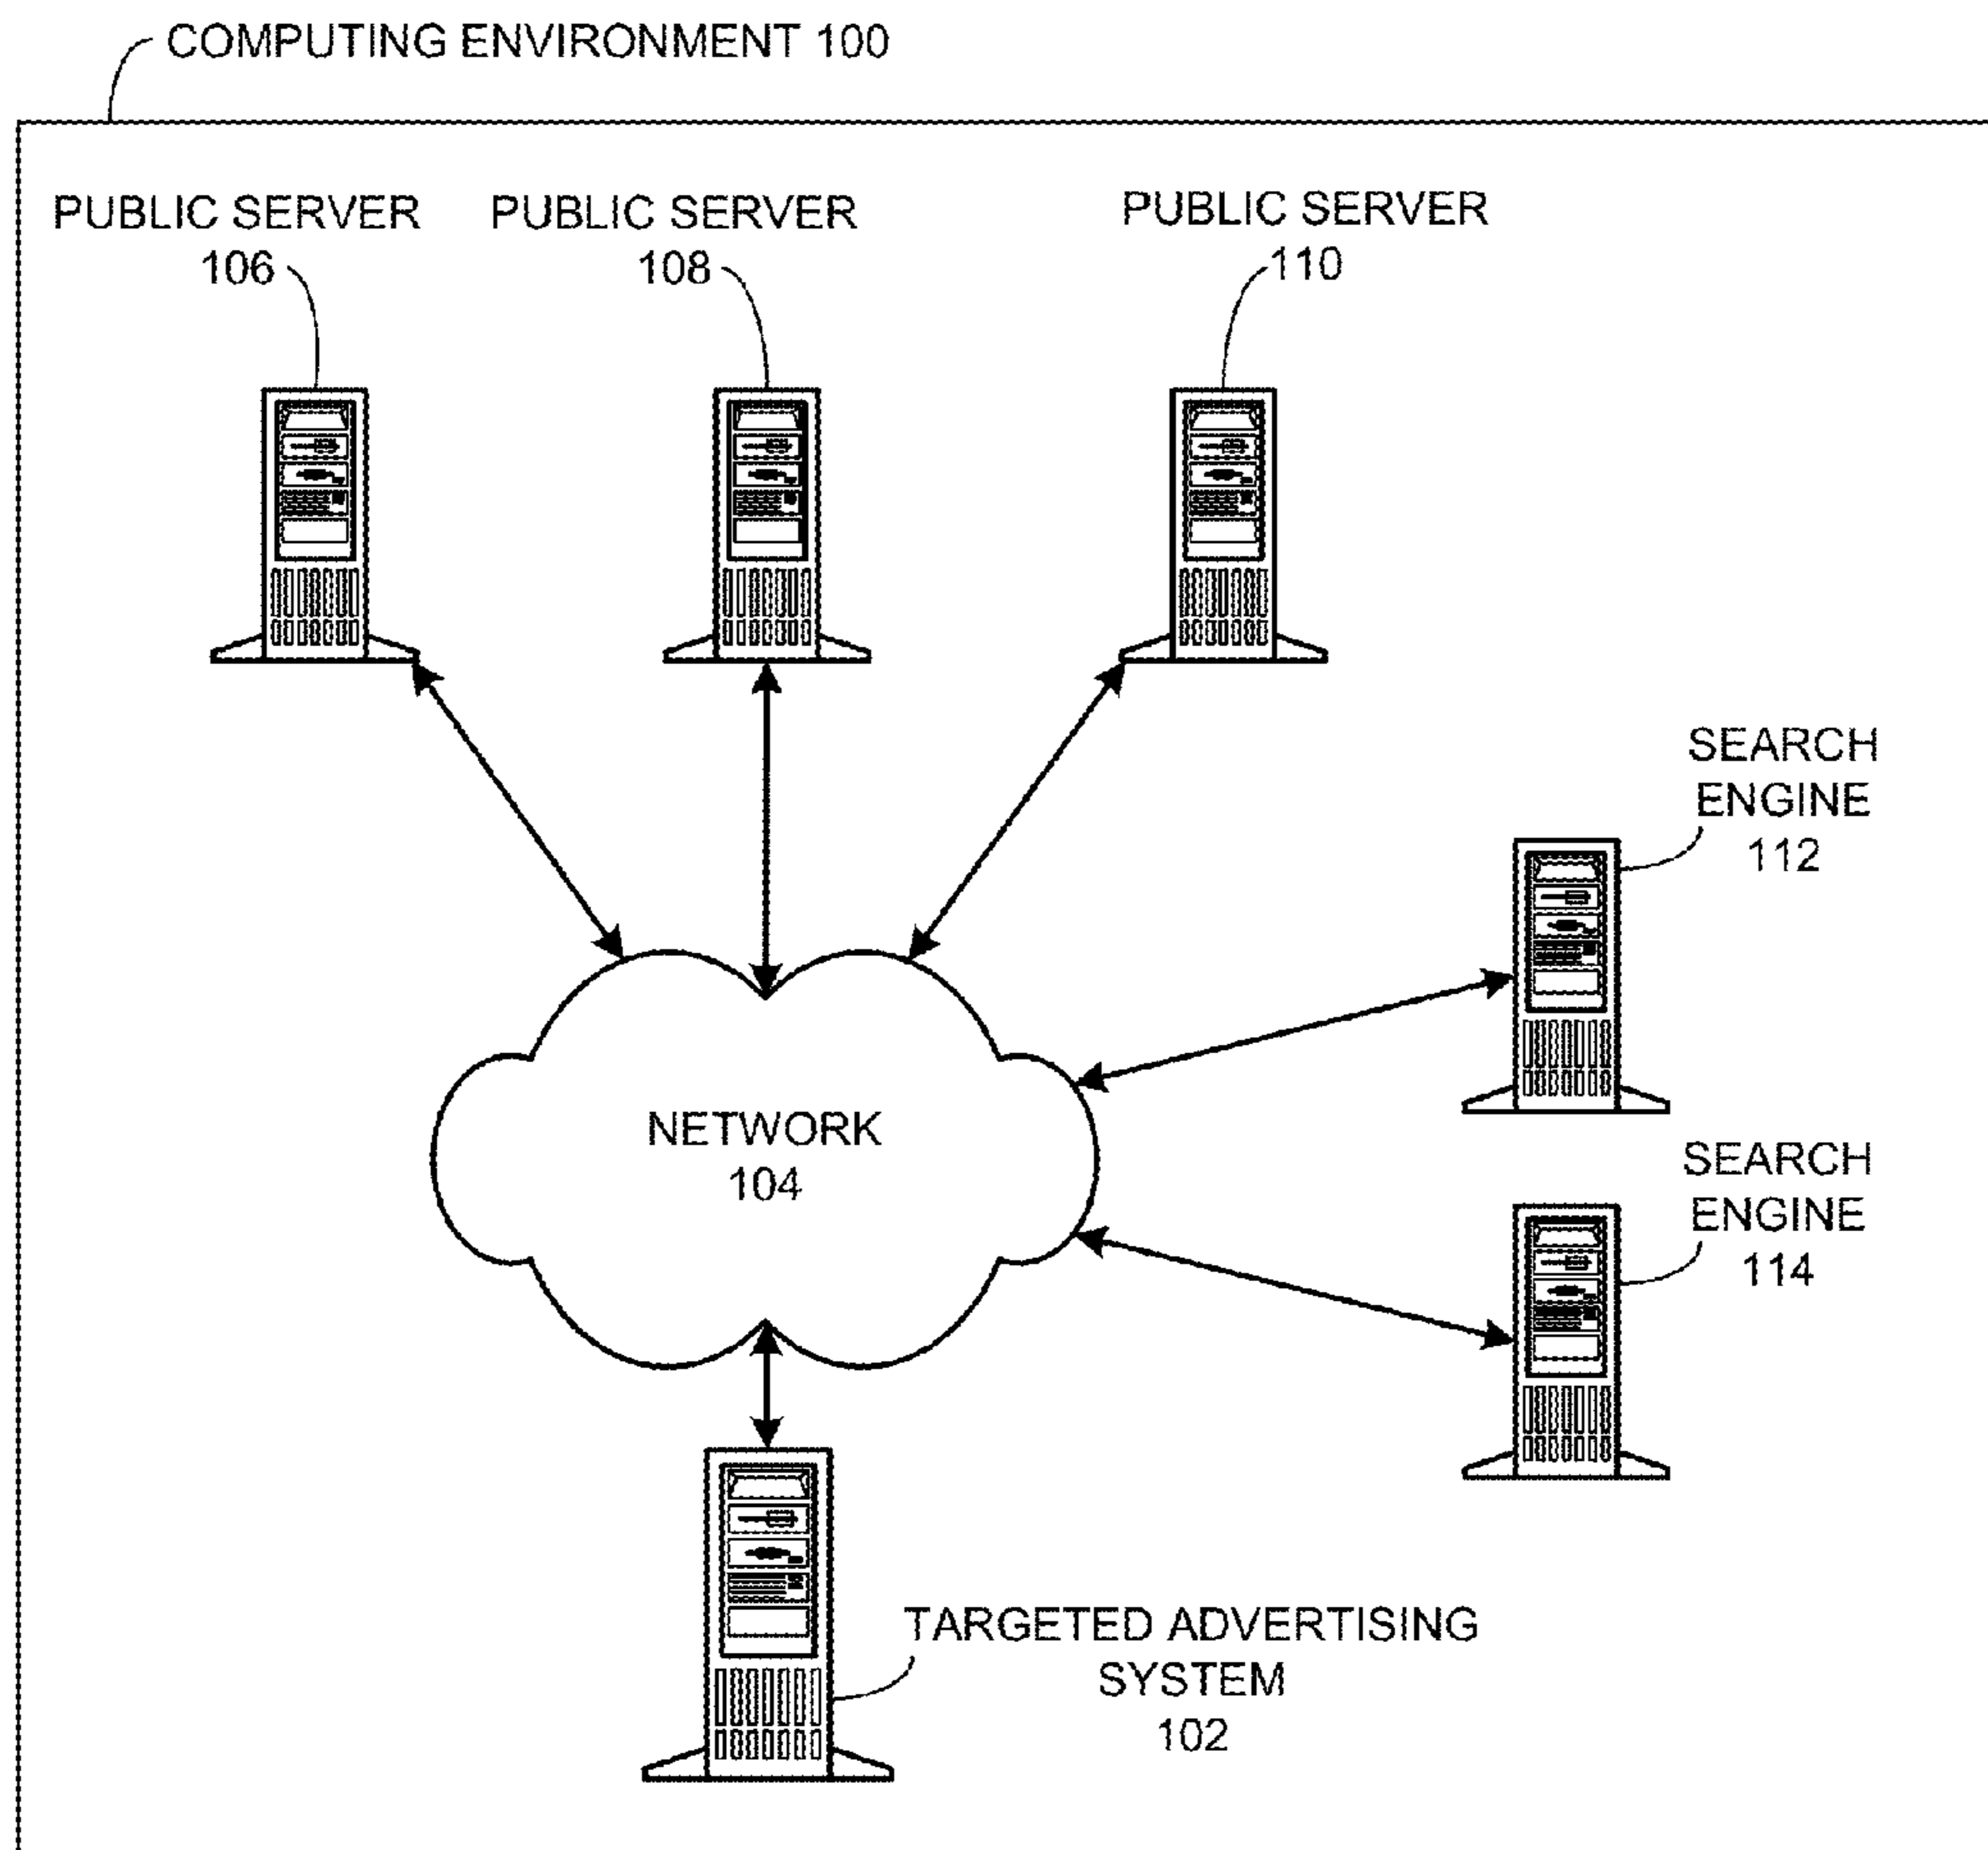 COMPUTING ENVIRONMENT 100
PUBLIC SERVER
106
PUBLIC SERVER
108
PUBLIC SERVER
110
SEARCH
ENGINE
112
NETWORK
104
SEARCH
ENGINE
114
TARGETED ADVERTISING
SYSTEM
102